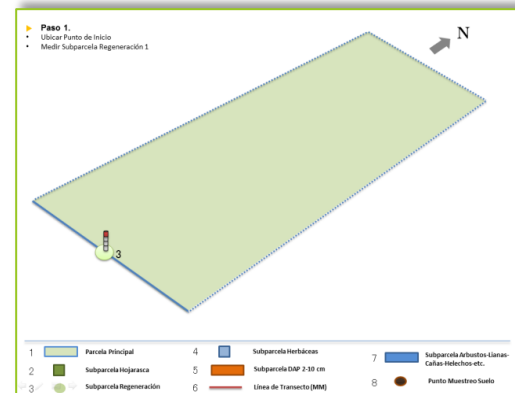 Paso 1.
• Ubicar Punto de Inicio
• Medir Subparcela Regeneración 1
N
3
1 Parcela Principal
2 Subparcela Hojarasca
3 Subparcela Regeneración
4 Subparcela Herbáceas
5 Subparcela DAP 2-10 cm
6 Línea de Transecto (MM)
7 Subparcela Arbustos-Lianas-
Cañas-Helechos-etc.
8 Punto Muestreo Suelo